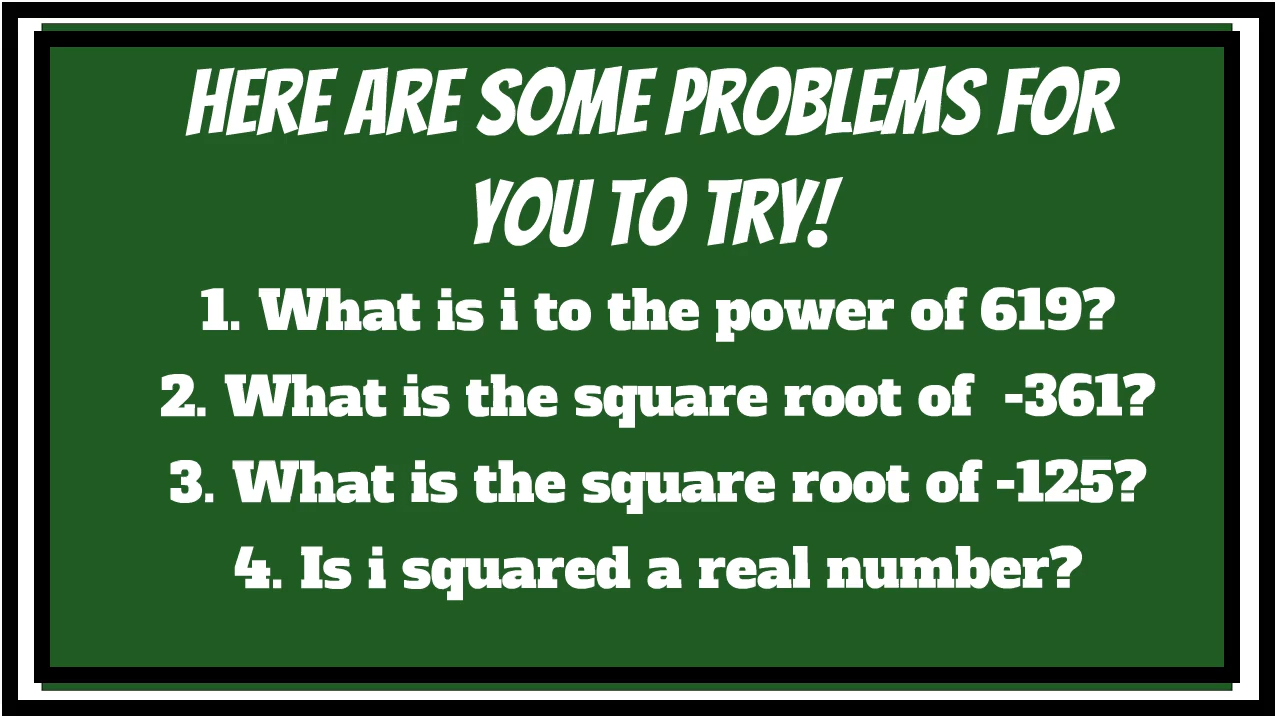 HERE ARE SOME PROBLEMS FOR
YOU TO TRY!
1. What is i to the power of 619?
2. What is the square root of  -361?
3. What is the square root of -125?
4. Is i squared a real number?